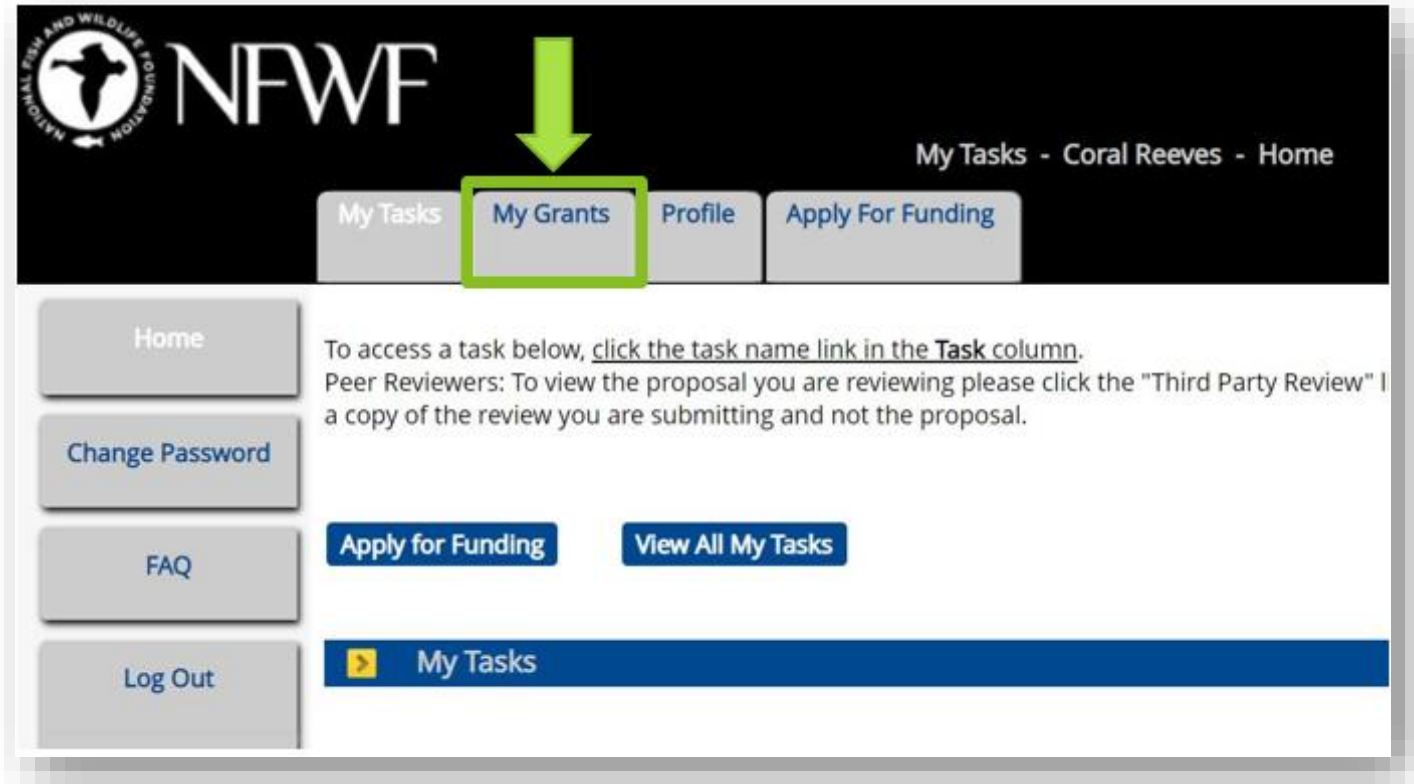 NATIONAL FISH AND WILDLIFE FOUNDATION
NFWF
My Tasks - Coral Reeves - Home
My Tasks My Grants Profile Apply For Funding
Home
Change Password
FAQ
Log Out
To access a task below, click the task name link in the Task column.
Peer Reviewers: To view the proposal you are reviewing please click the "Third Party Review" l
a copy of the review you are submitting and not the proposal.
Apply for Funding View All My Tasks
My Tasks